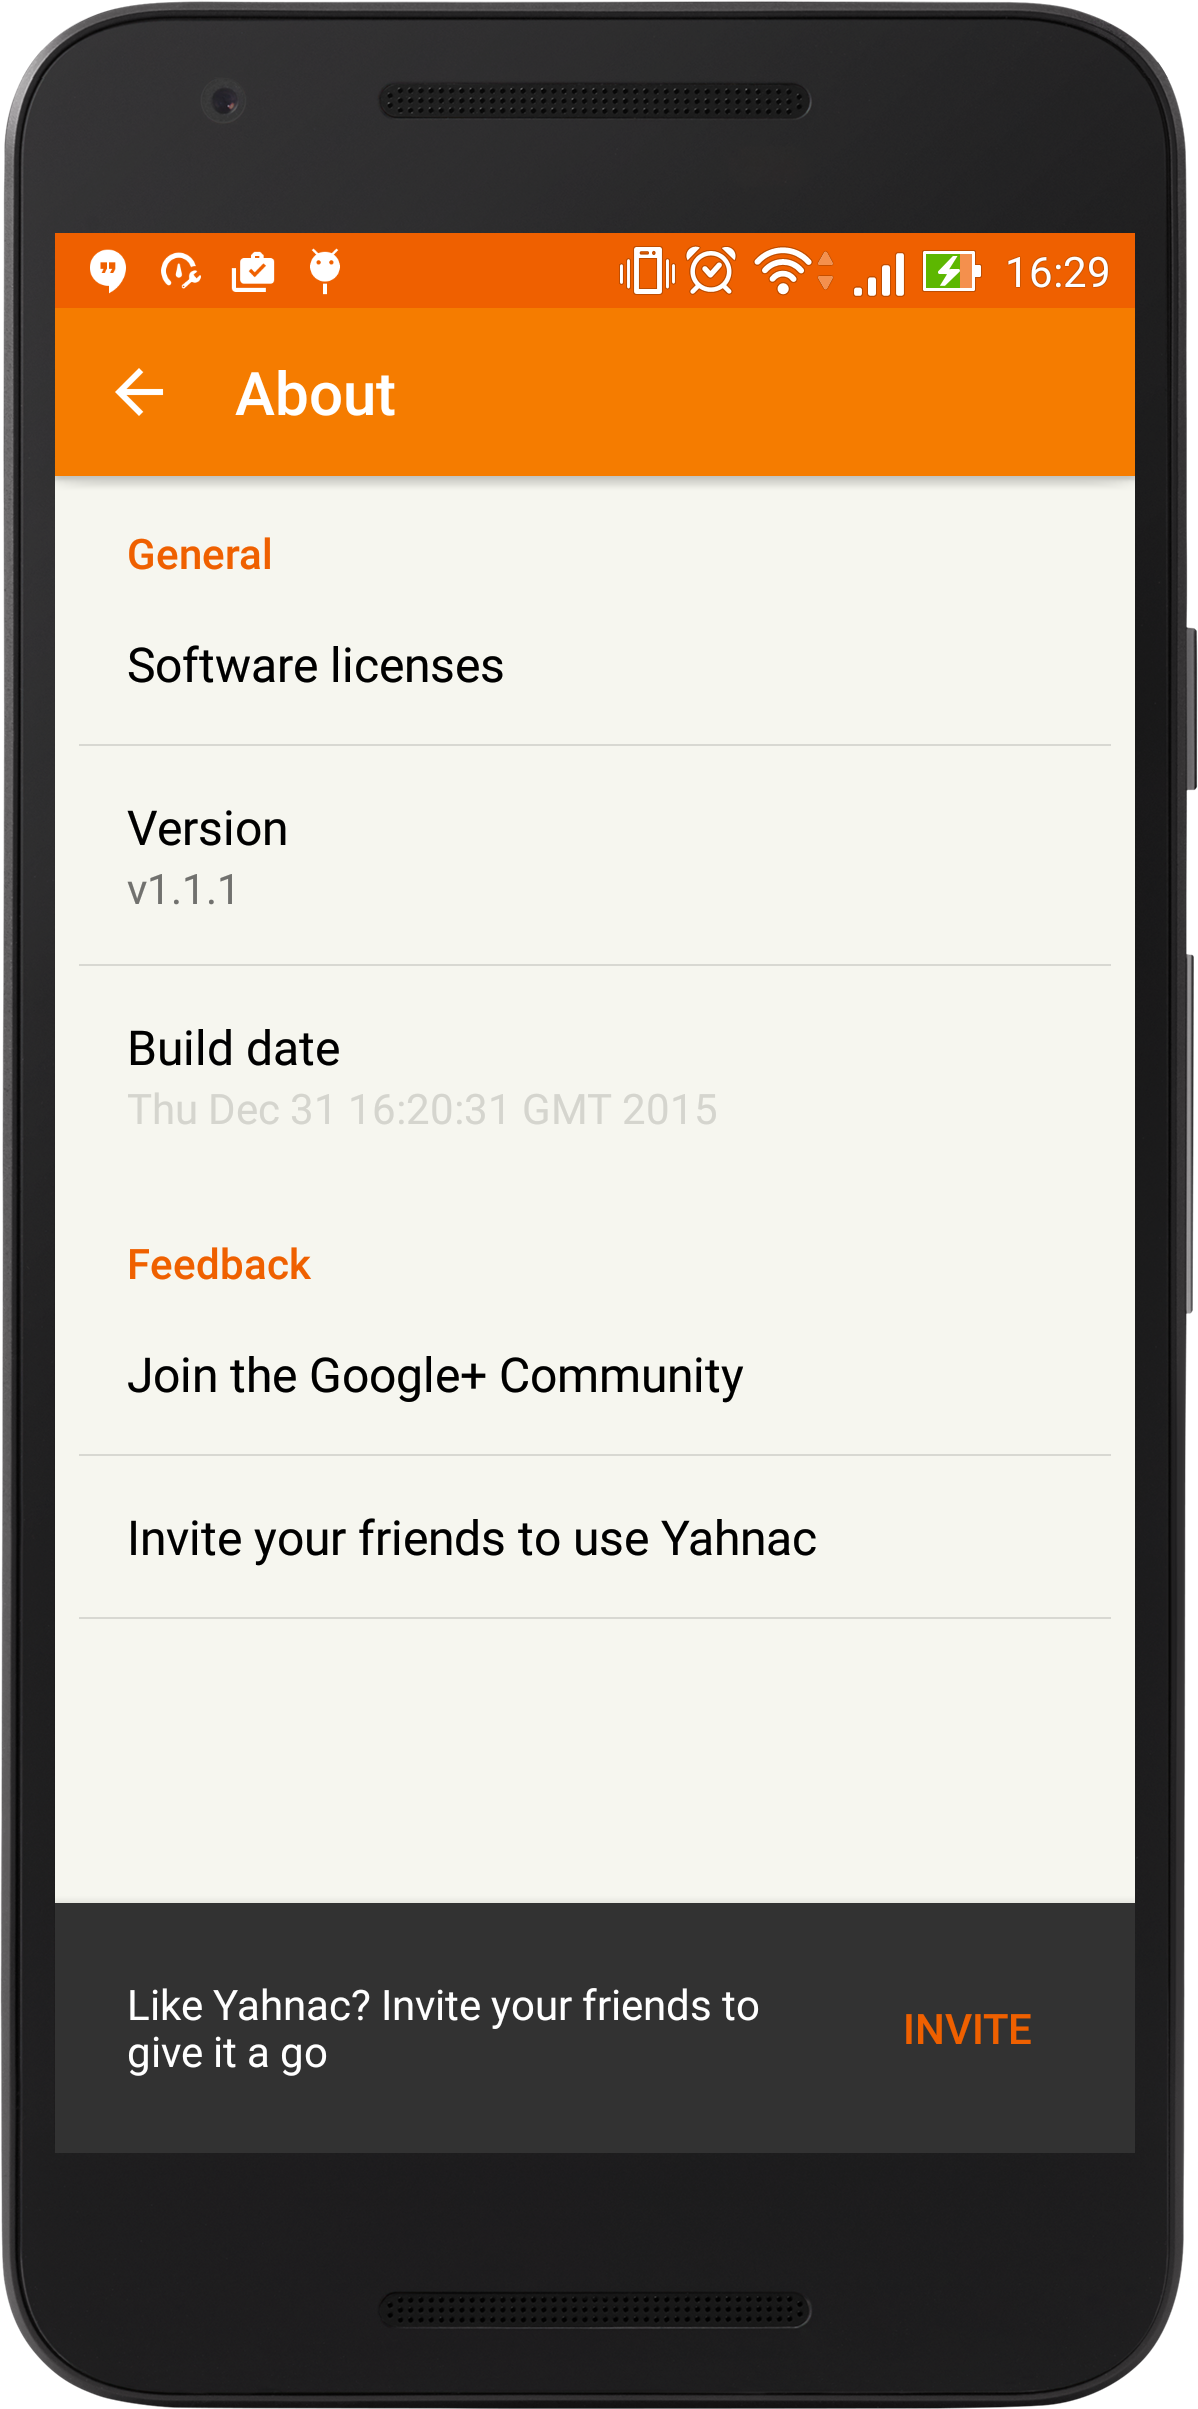 16:29
About
General
Software licenses
Version
v1.1.1
Build date
Thu Dec 31 16:20:31 GMT 2015
Feedback
Join the Google+ Community
Invite your friends to use Yahnac
Like Yahnac? Invite your friends to
give it a go
INVITE